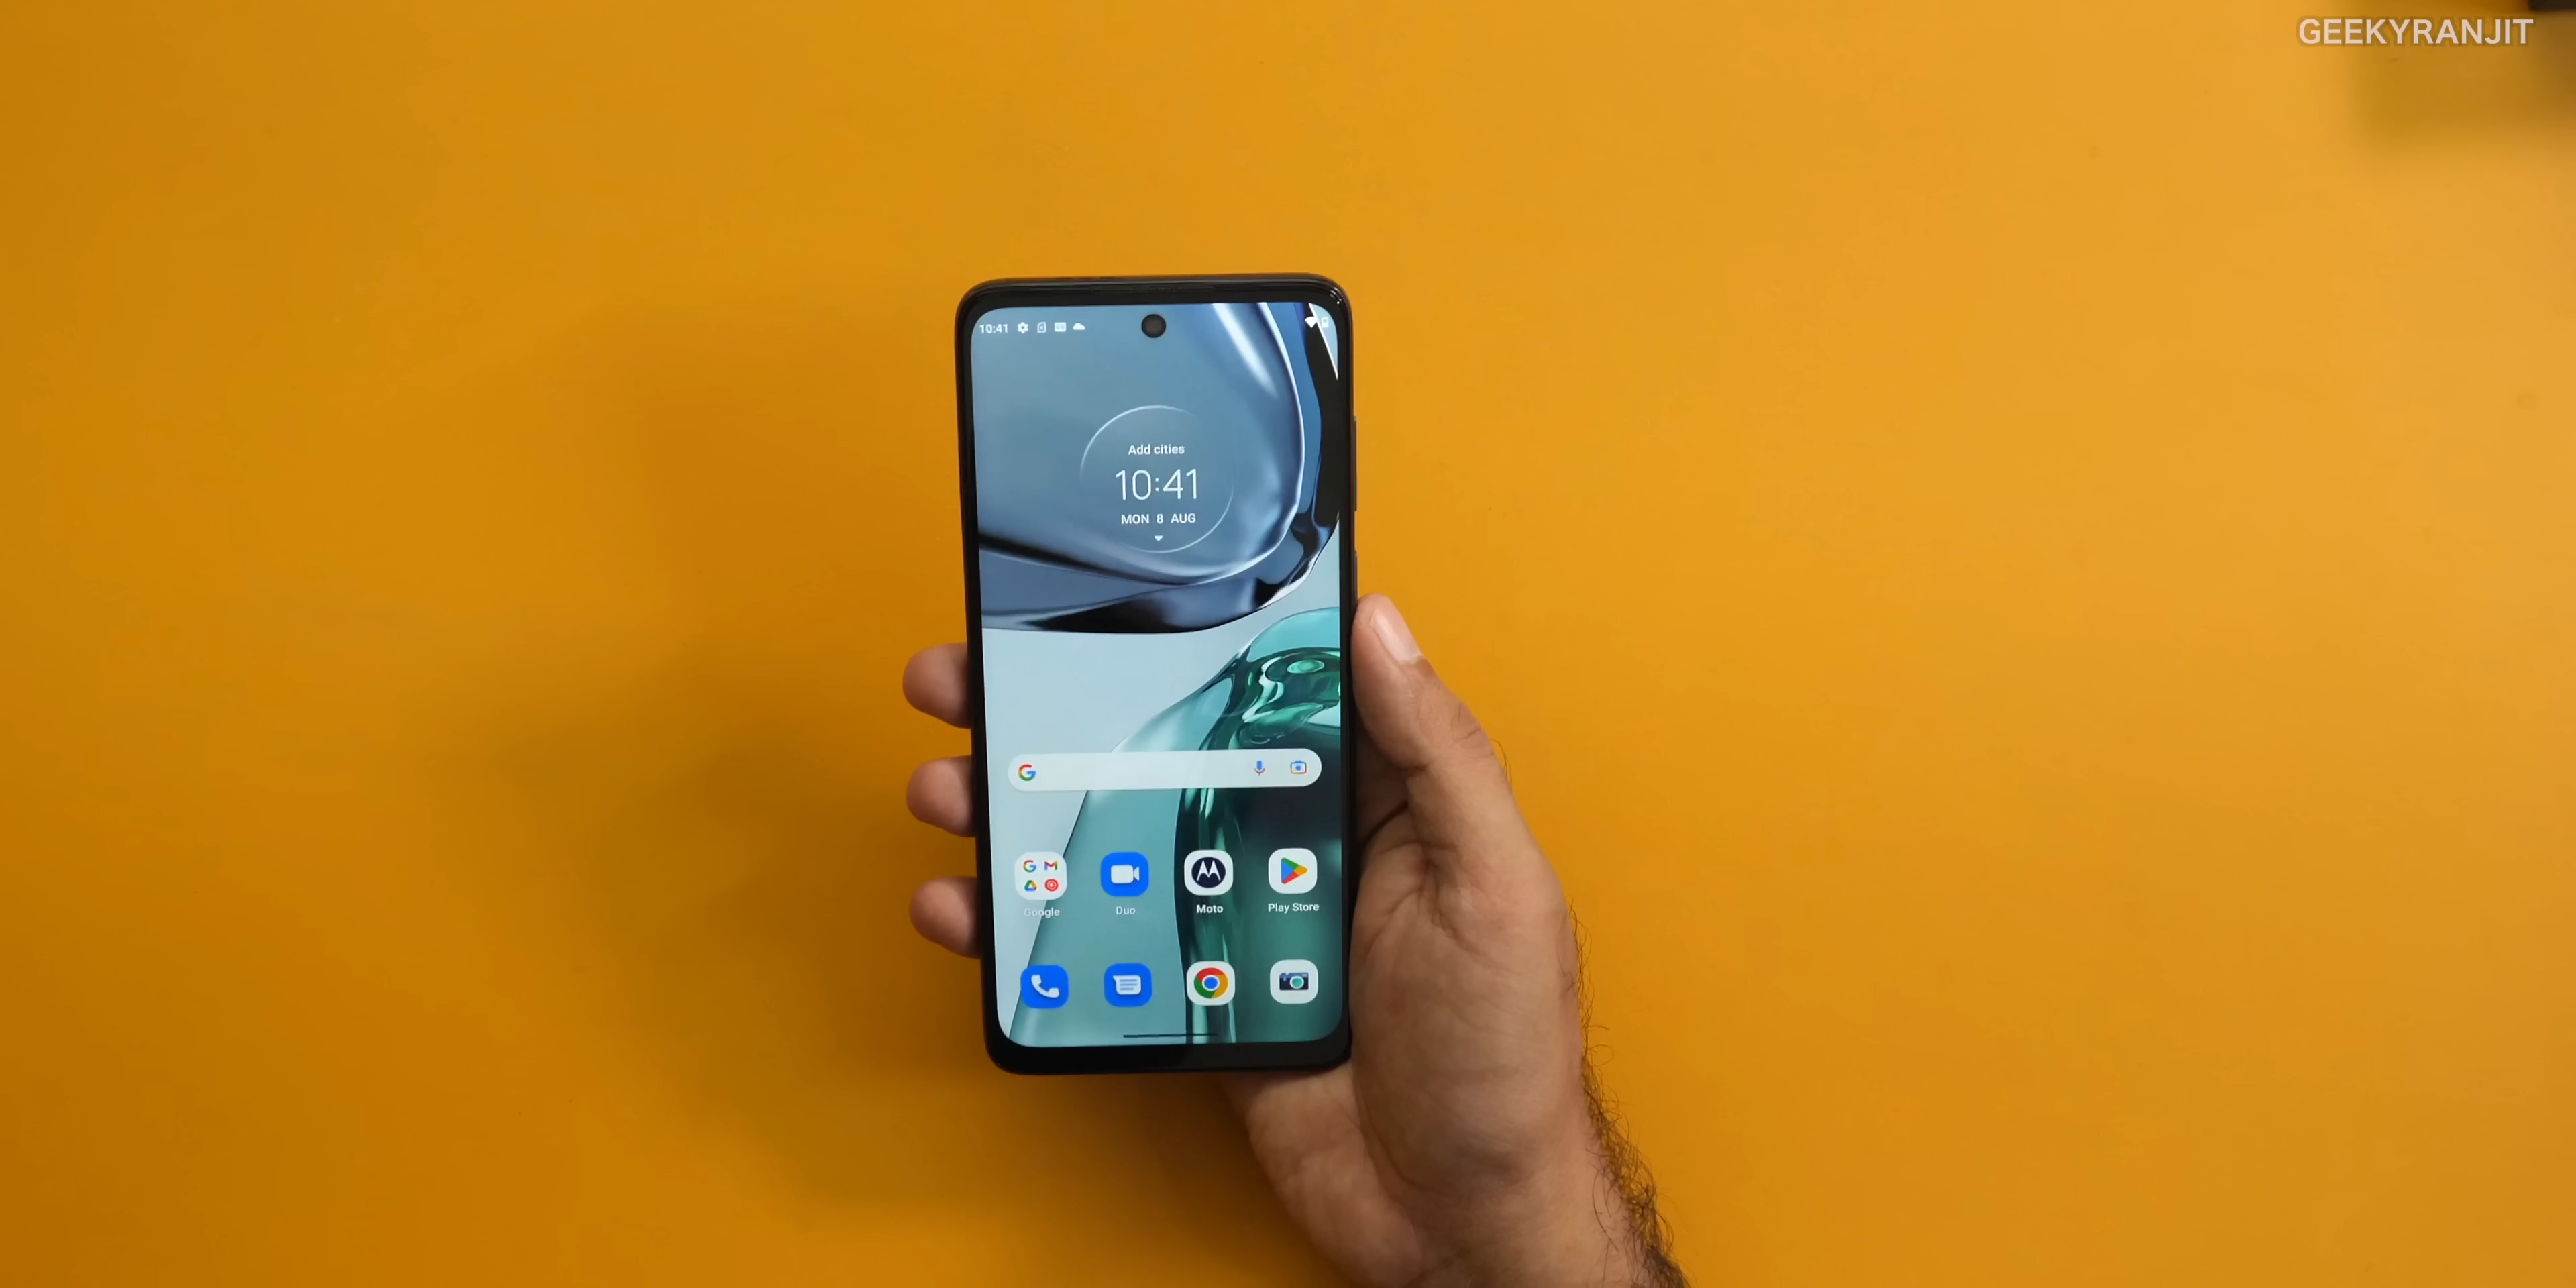 GEEKYRANJIT
10:41
Add cities
10:41
MON 8 AUG
Google Duo Moto Play Store